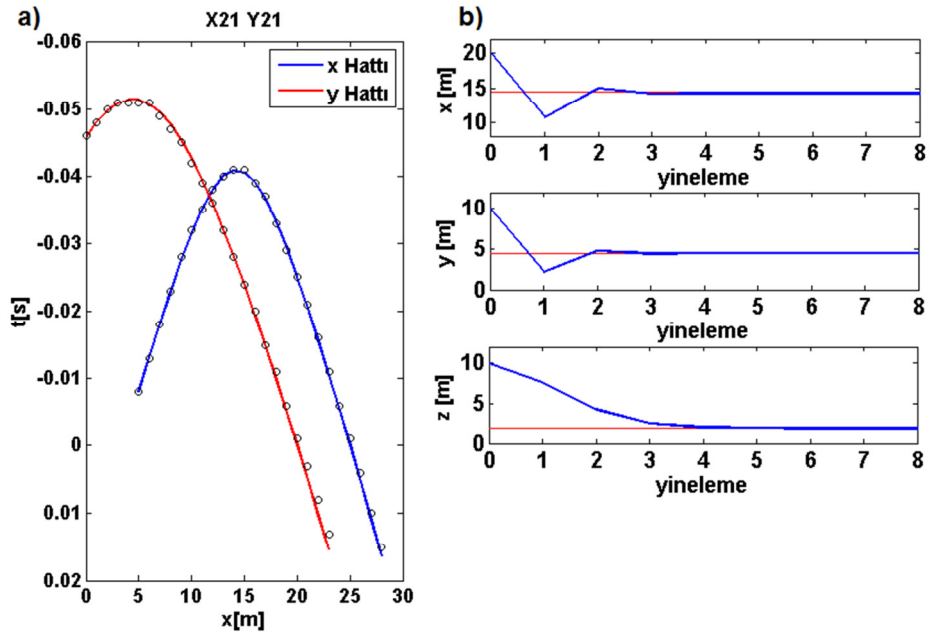 a)
X21 Y21
-0.06
-0.05
-0.04
-0.03
-0.02
-0.01
0
0.01
0.02
t[s]
x Hattı
y Hattı
0 5 10 15 20 25 30
x[m]
b)
20
15
10
x [m]
0 1 2 3 4 5 6 7 8
yineleme
10
5
0
y [m]
0 1 2 3 4 5 6 7 8
yineleme
10
5
0
z [m]
0 1 2 3 4 5 6 7 8
yineleme